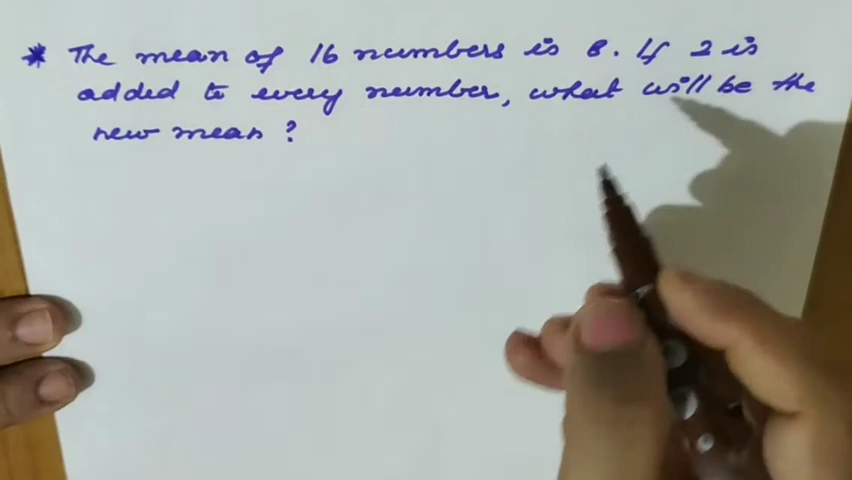 * The mean of 16 numbers is 8. If 2 is
added to every number, what will be the
new mean ?